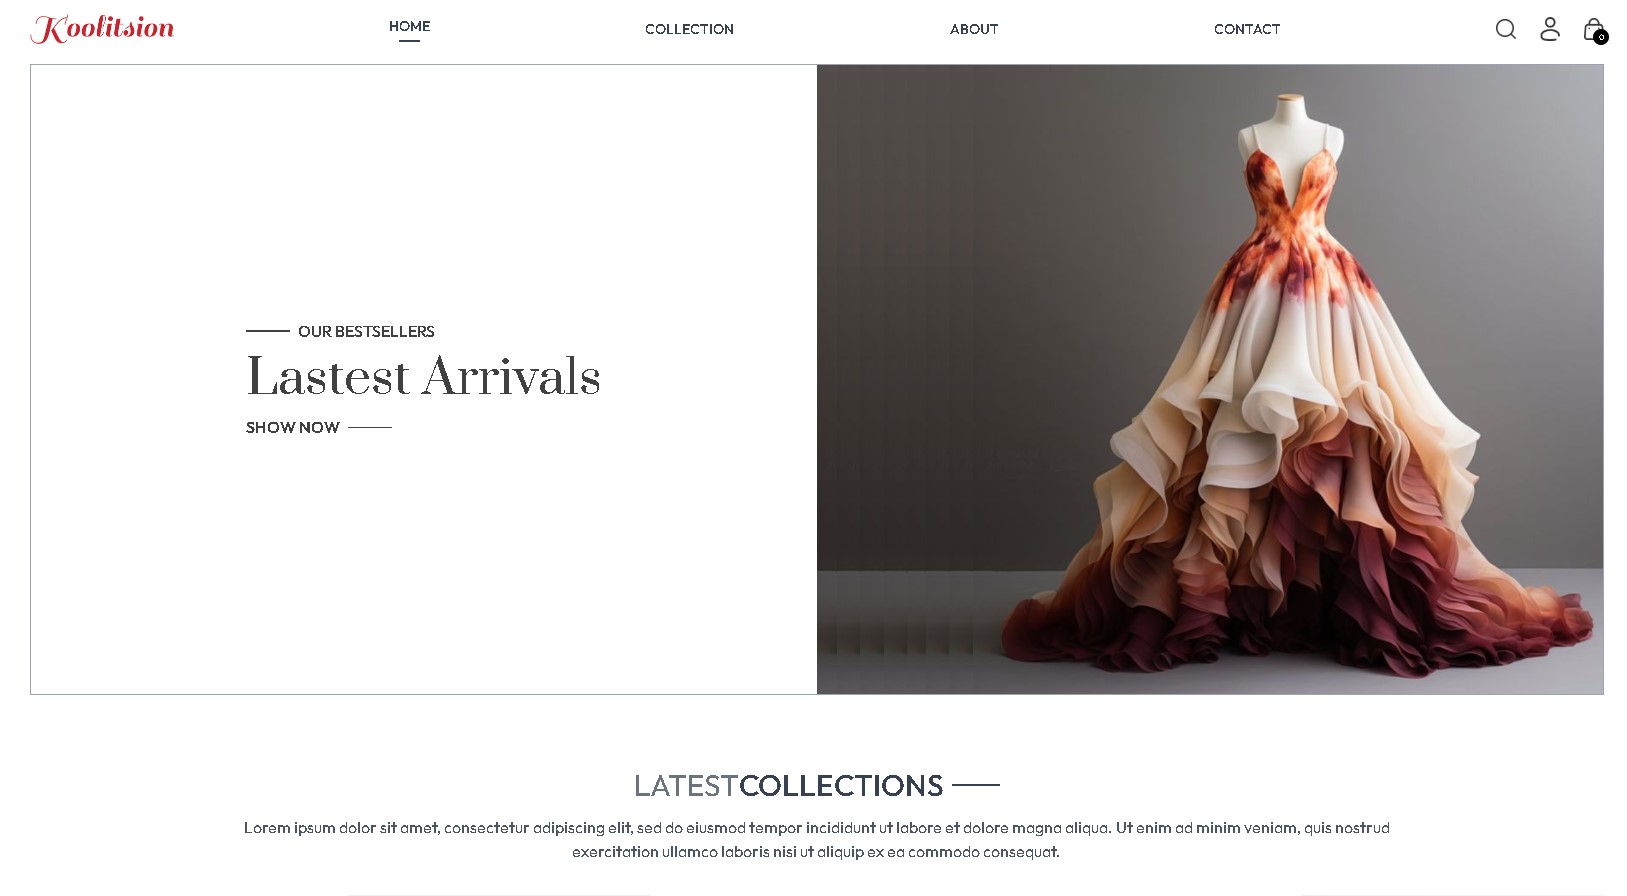 Koolitsion
HOME
COLLECTION
ABOUT
CONTACT
0
OUR BESTSELLERS
Lastest Arrivals
SHOW NOW
LATESTCOLLECTIONS
Lorem ipsum dolor sit amet, consectetur adipiscing elit, sed do eiusmod tempor incididunt ut labore et dolore magna aliqua. Ut enim ad minim veniam, quis nostrud
exercitation ullamco laboris nisi ut aliquip ex ea commodo consequat.